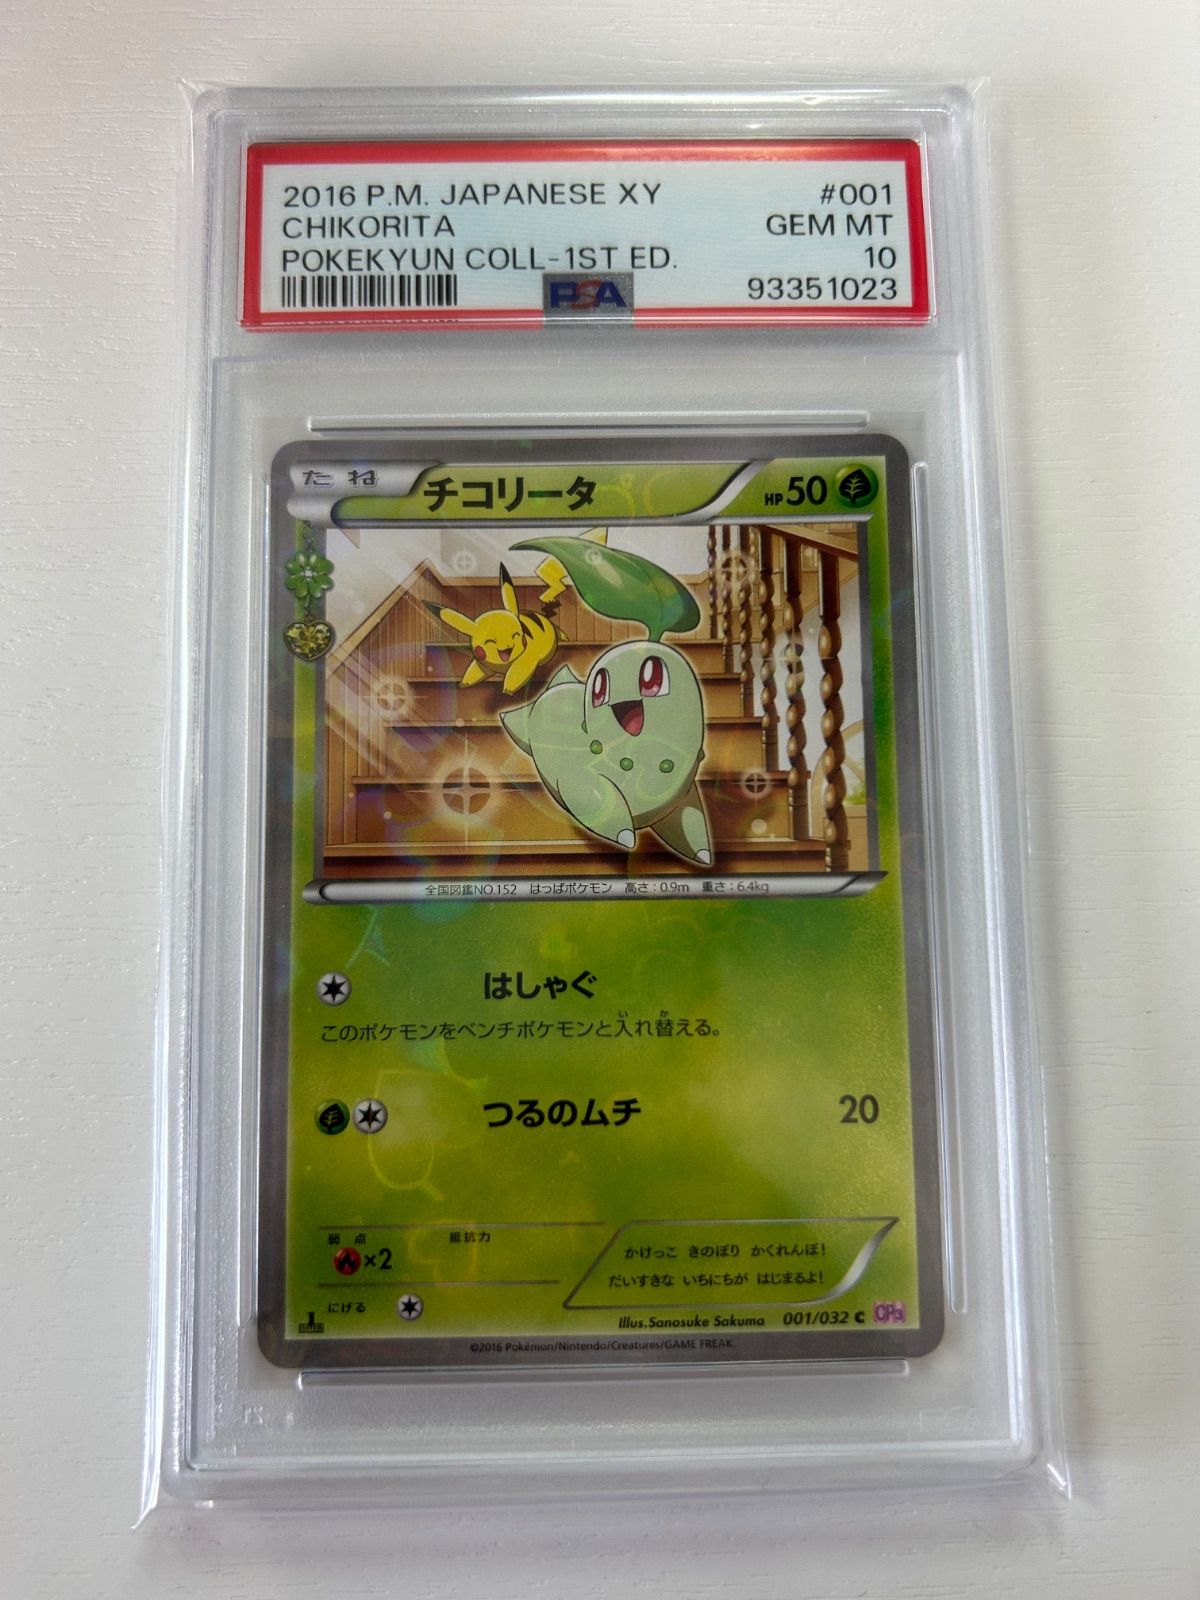 2016 P.M. JAPANESE XY #001
CHIKORITA GEM MT
POKEKYUN COLL-1ST ED. 10
PSA 93351023
たね チコリータ HP 50
全国図鑑NO.152 はっぱポケモン 高さ：0.9m 重さ：6.4kg
はしゃぐ
このポケモンをベンチポケモンと入れ替える。
つるのムチ 20
弱点 抵抗力
×2
かけっこ きのぼり かくれんぼ！
だいすきな いちにちが はじまるよ！
にげる
1 EDITION Illus.Sanosuke Sakuma 001/032 C CP3
©2016 Pokémon/Nintendo/Creatures/GAME FREAK.